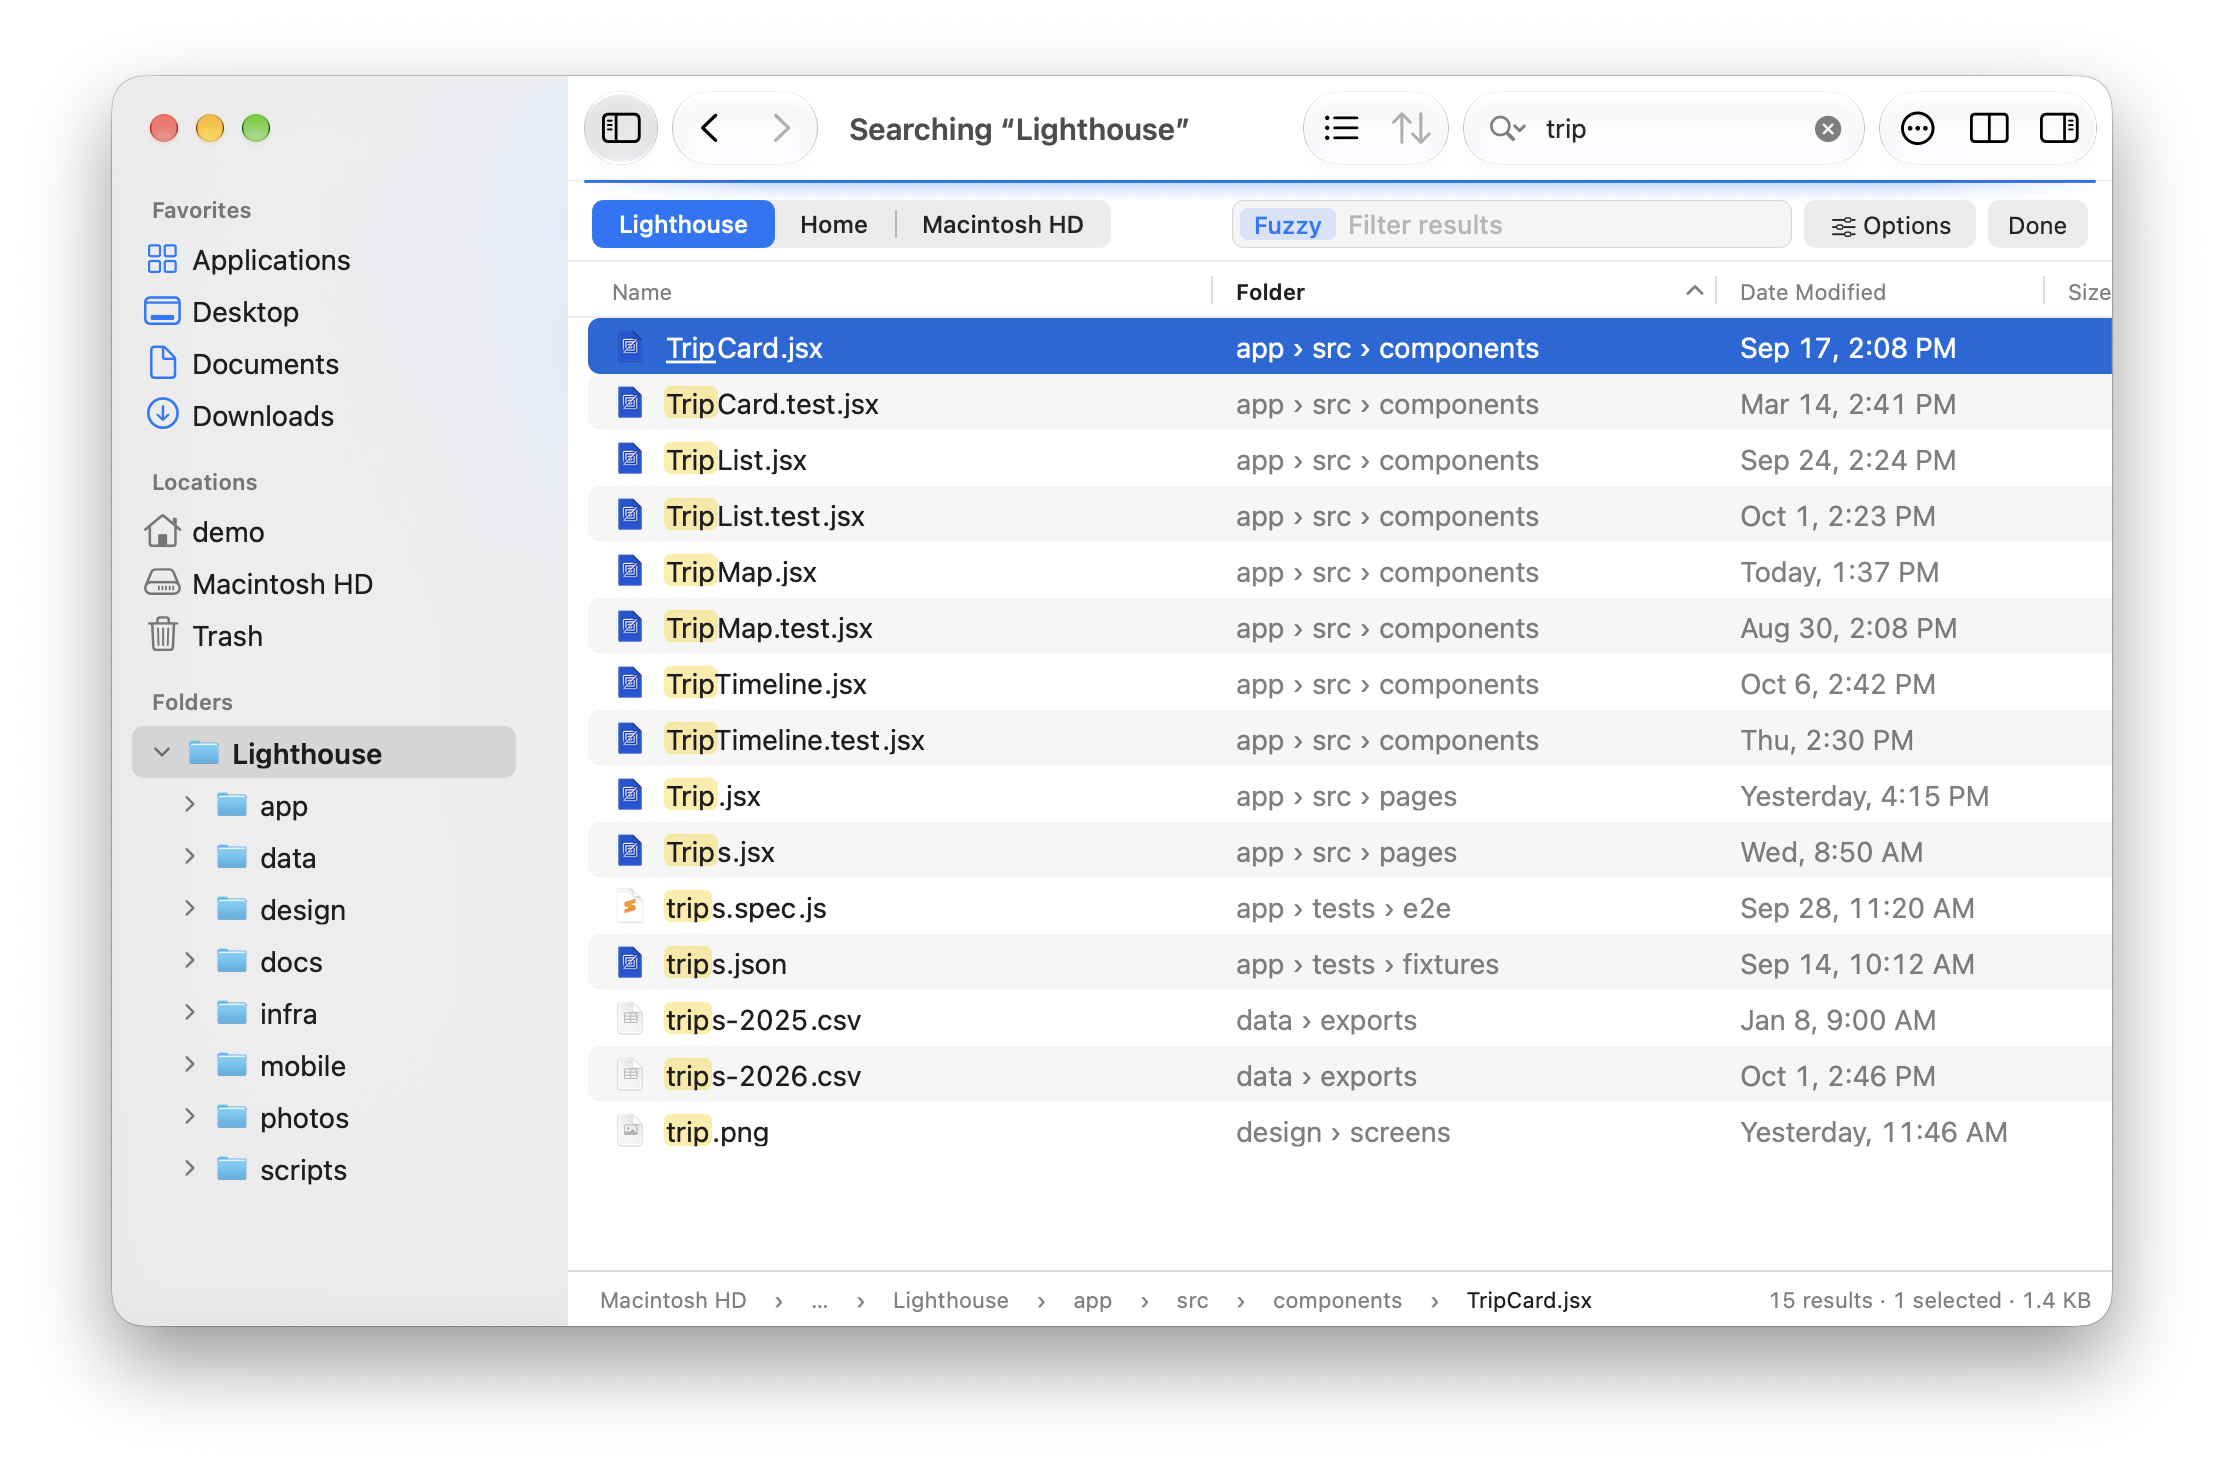 Searching “Lighthouse”
trip
Favorites
Applications
Desktop
Documents
Downloads
Locations
demo
Macintosh HD
Trash
Folders
Lighthouse
app
data
design
docs
infra
mobile
photos
scripts
Lighthouse Home Macintosh HD
Fuzzy Filter results Options Done
Name Folder Date Modified Size
TripCard.jsx app › src › components Sep 17, 2:08 PM
TripCard.test.jsx app › src › components Mar 14, 2:41 PM
TripList.jsx app › src › components Sep 24, 2:24 PM
TripList.test.jsx app › src › components Oct 1, 2:23 PM
TripMap.jsx app › src › components Today, 1:37 PM
TripMap.test.jsx app › src › components Aug 30, 2:08 PM
TripTimeline.jsx app › src › components Oct 6, 2:42 PM
TripTimeline.test.jsx app › src › components Thu, 2:30 PM
Trip.jsx app › src › pages Yesterday, 4:15 PM
Trips.jsx app › src › pages Wed, 8:50 AM
trips.spec.js app › tests › e2e Sep 28, 11:20 AM
trips.json app › tests › fixtures Sep 14, 10:12 AM
trips-2025.csv data › exports Jan 8, 9:00 AM
trips-2026.csv data › exports Oct 1, 2:46 PM
trip.png design › screens Yesterday, 11:46 AM
Macintosh HD › ... › Lighthouse › app › src › components › TripCard.jsx
15 results · 1 selected · 1.4 KB